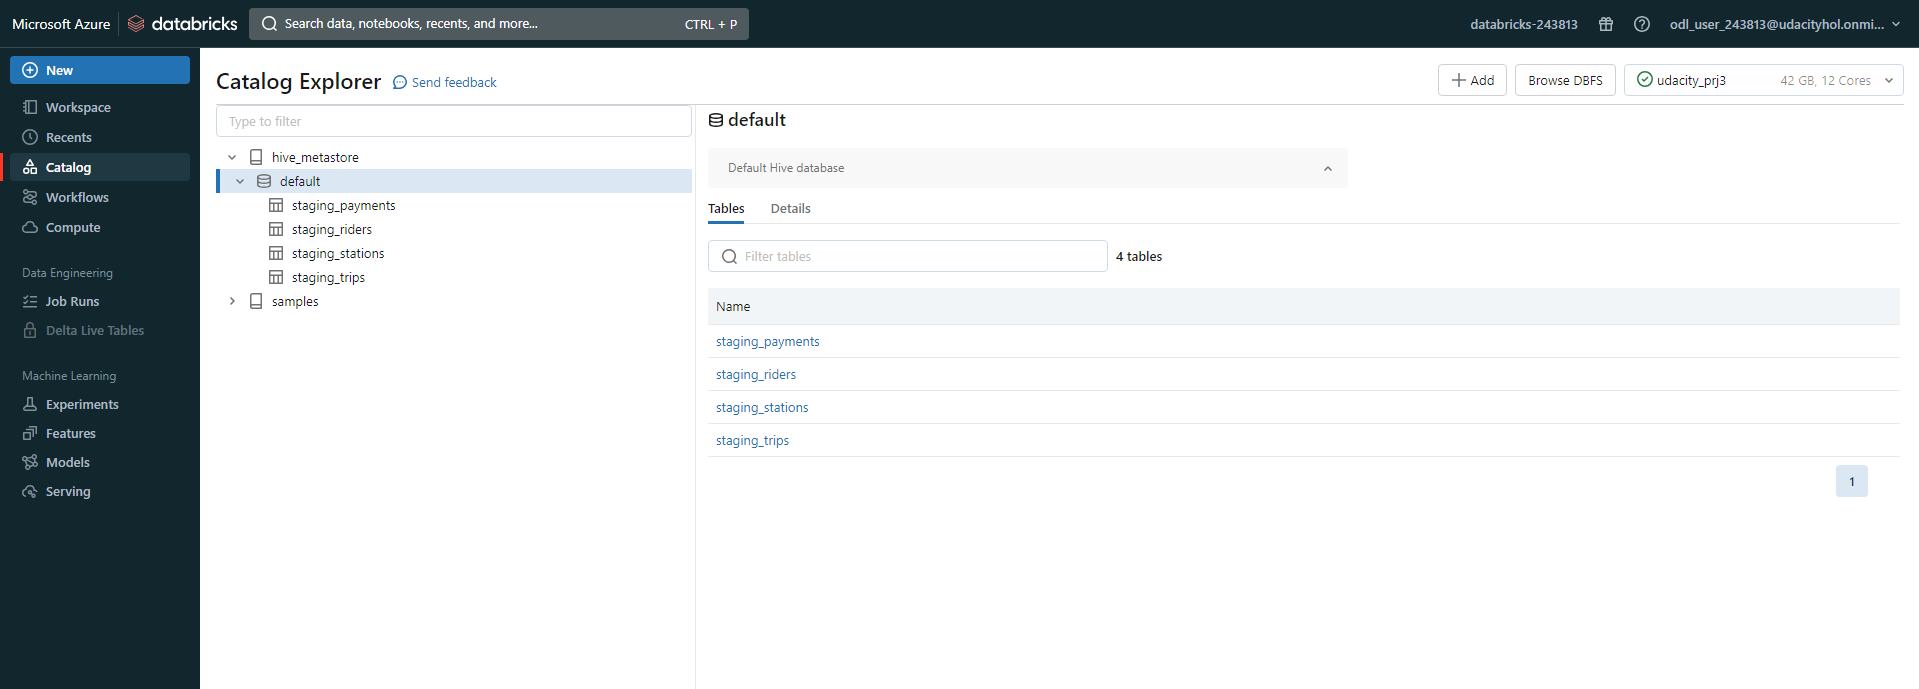 Microsoft Azure databricks Search data, notebooks, recents, and more... CTRL + P databricks-243813 odl_user_243813@udacityhol.onmi...
New
Workspace
Recents
Catalog
Workflows
Compute
Data Engineering
Job Runs
Delta Live Tables
Machine Learning
Experiments
Features
Models
Serving
Catalog Explorer Send feedback + Add Browse DBFS udacity_prj3 42 GB, 12 Cores
Type to filter
hive_metastore
default
staging_payments
staging_riders
staging_stations
staging_trips
samples
default
Default Hive database
Tables Details
Filter tables 4 tables
Name
staging_payments
staging_riders
staging_stations
staging_trips
1